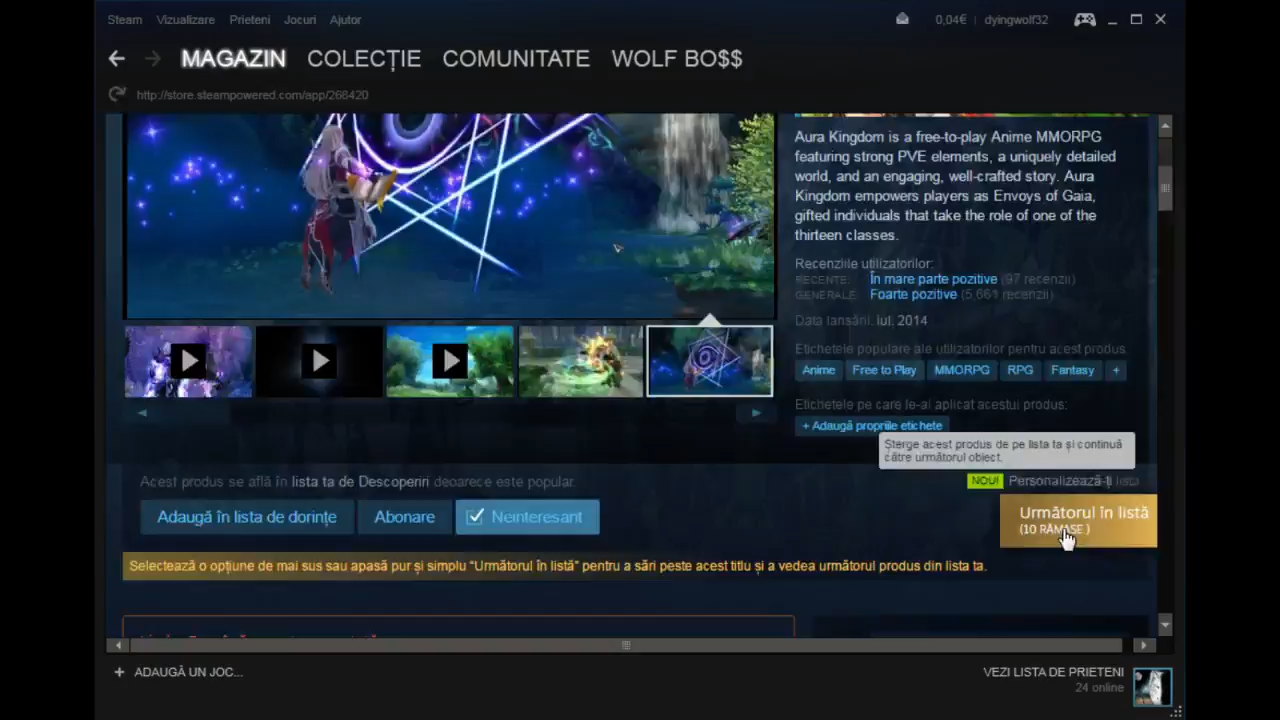 Steam Vizualizare Prieteni Jocuri Ajutor
0,04€ dyingwolf32
MAGAZIN COLECȚIE COMUNITATE WOLF BO$$
http://store.steampowered.com/app/268420
Aura Kingdom is a free-to-play Anime MMORPG
featuring strong PVE elements, a uniquely detailed
world, and an engaging, well-crafted story. Aura
Kingdom empowers players as Envoys of Gaia,
gifted individuals that take the role of one of the
thirteen classes.
Recenziile utilizatorilor:
RECENTE: În mare parte pozitive (97 recenzii)
GENERALE: Foarte pozitive (5,661 recenzii)
Data lansării: iul. 2014
Etichetele populare ale utilizatorilor pentru acest produs
Anime Free to Play MMORPG RPG Fantasy +
Etichetele pe care le-ai aplicat acestui produs:
+ Adaugă propriile etichete
Șterge acest produs de pe lista ta și continuă
către următorul obiect.
Acest produs se află în lista ta de Descoperiri deoarece este popular.
NOU! Personalizează-ți lista
Adaugă în lista de dorințe Abonare Neinteresant
Următorul în listă
(10 RĂMASE )
Selectează o opțiune de mai sus sau apasă pur și simplu "Următorul în listă" pentru a sări peste acest titlu și a vedea următorul produs din lista ta.
+ ADAUGĂ UN JOC...
VEZI LISTA DE PRIETENI
24 online